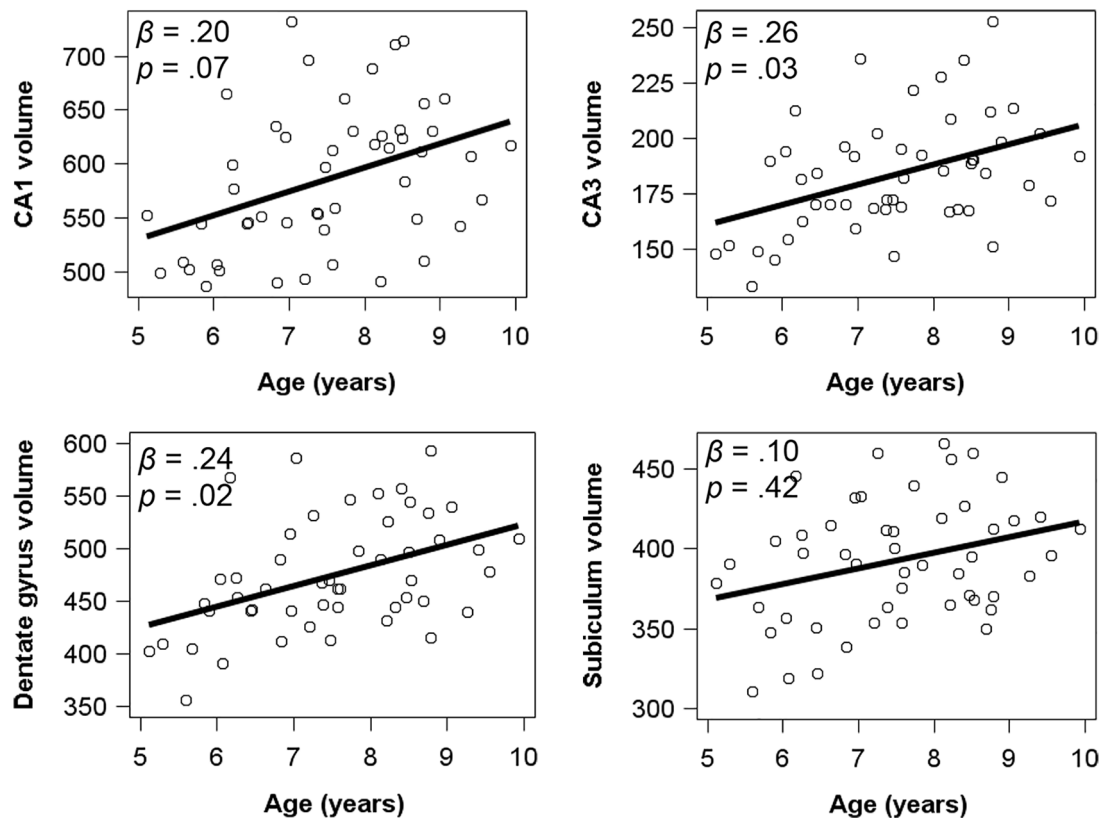 β = .20
p = .07
CA1 volume
700
650
600
550
500
5 6 7 8 9 10
Age (years)
β = .26
p = .03
CA3 volume
250
225
200
175
150
5 6 7 8 9 10
Age (years)
β = .24
p = .02
Dentate gyrus volume
600
550
500
450
400
350
5 6 7 8 9 10
Age (years)
β = .10
p = .42
Subiculum volume
450
400
350
300
5 6 7 8 9 10
Age (years)